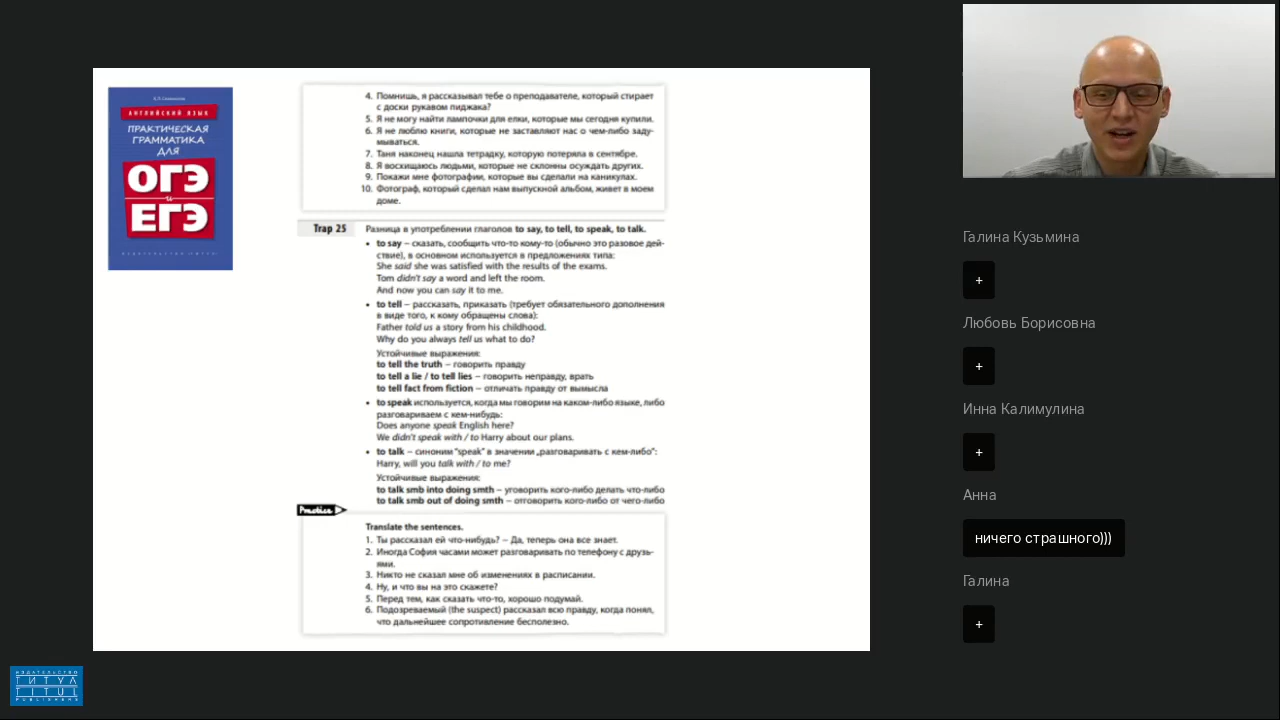 АНГЛИЙСКИЙ ЯЗЫК
ПРАКТИЧЕСКАЯ
ГРАММАТИКА
ДЛЯ
ОГЭ
и
ЕГЭ
4. Помнишь, я рассказывал тебе о преподавателе, который стирает
с доски рукавом пиджака?
5. Я не могу найти лампочки для елки, которые мы сегодня купили.
6. Я не люблю книги, которые не заставляют нас о чем-либо заду-
мываться.
7. Таня наконец нашла тетрадку, которую потеряла в сентябре.
8. Я восхищаюсь людьми, которые не склонны осуждать других.
9. Покажи мне фотографии, которые вы сделали на каникулах.
10. Фотограф, который сделал нам выпускной альбом, живет в моем
доме.
Trap 25
Разница в употреблении глаголов to say, to tell, to speak, to talk.
• to say – сказать, сообщить что-то кому-то (обычно это разовое дей-
ствие), в основном используется в предложениях типа:
She said she was satisfied with the results of the exams.
Tom didn't say a word and left the room.
And now you can say it to me.
• to tell – рассказать, приказать (требует обязательного дополнения
в виде того, к кому обращены слова):
Father told us a story from his childhood.
Why do you always tell us what to do?
Устойчивые выражения:
to tell the truth – говорить правду
to tell a lie / to tell lies – говорить неправду, врать
to tell fact from fiction – отличать правду от вымысла
• to speak используется, когда мы говорим на каком-либо языке, либо
разговариваем с кем-нибудь:
Does anyone speak English here?
We didn't speak with / to Harry about our plans.
• to talk – синоним "speak" в значении „разговаривать с кем-либо":
Harry, will you talk with / to me?
Устойчивые выражения:
to talk smb into doing smth – уговорить кого-либо делать что-либо
to talk smb out of doing smth – отговорить кого-либо от чего-либо
Practice
Translate the sentences.
1. Ты рассказал ей что-нибудь? – Да, теперь она все знает.
2. Иногда София часами может разговаривать по телефону с друзь-
ями.
3. Никто не сказал мне об изменениях в расписании.
4. Ну, и что вы на это скажете?
5. Перед тем, как сказать что-то, хорошо подумай.
6. Подозреваемый (the suspect) рассказал всю правду, когда понял,
что дальнейшее сопротивление бесполезно.
Галина Кузьмина
+
Любовь Борисовна
+
Инна Калимулина
+
Анна
ничего страшного)))
Галина
+
ИЗДАТЕЛЬСТВО
ТИТУЛ
TITUL
PUBLISHERS